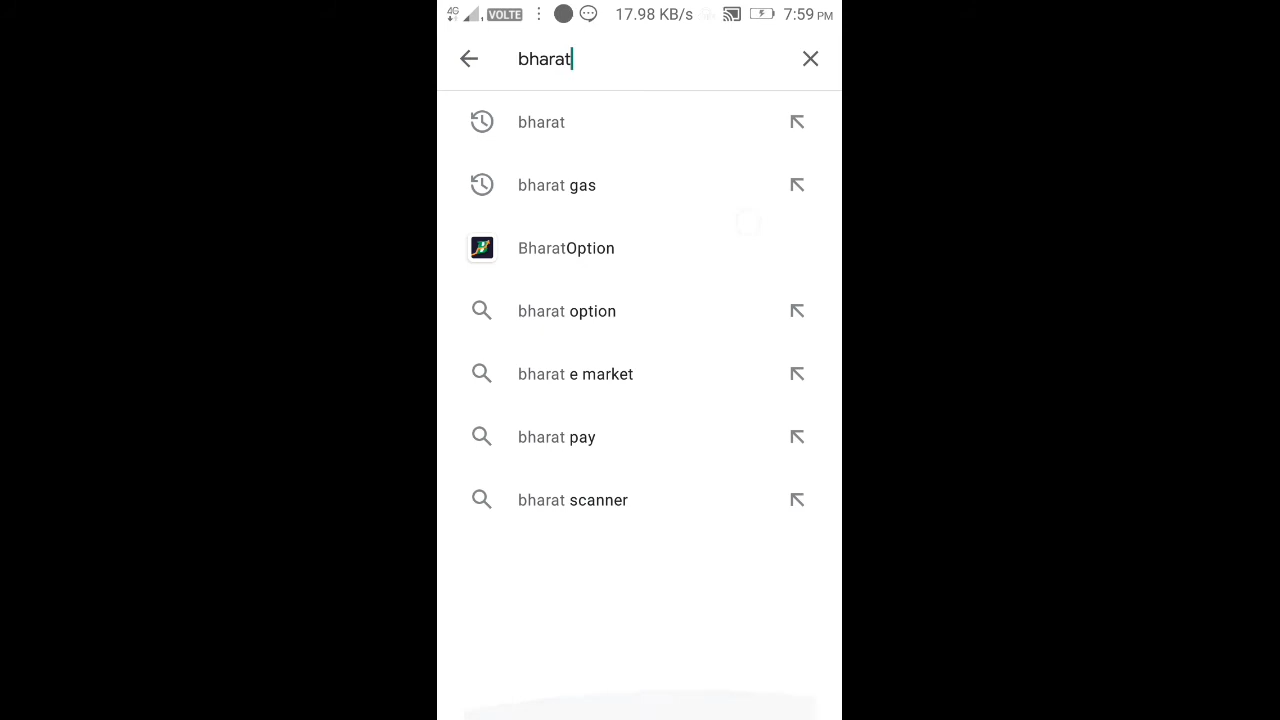 4G VOLTE 17.98 KB/s 7:59 PM
bharat
bharat
bharat gas
BharatOption
bharat option
bharat e market
bharat pay
bharat scanner